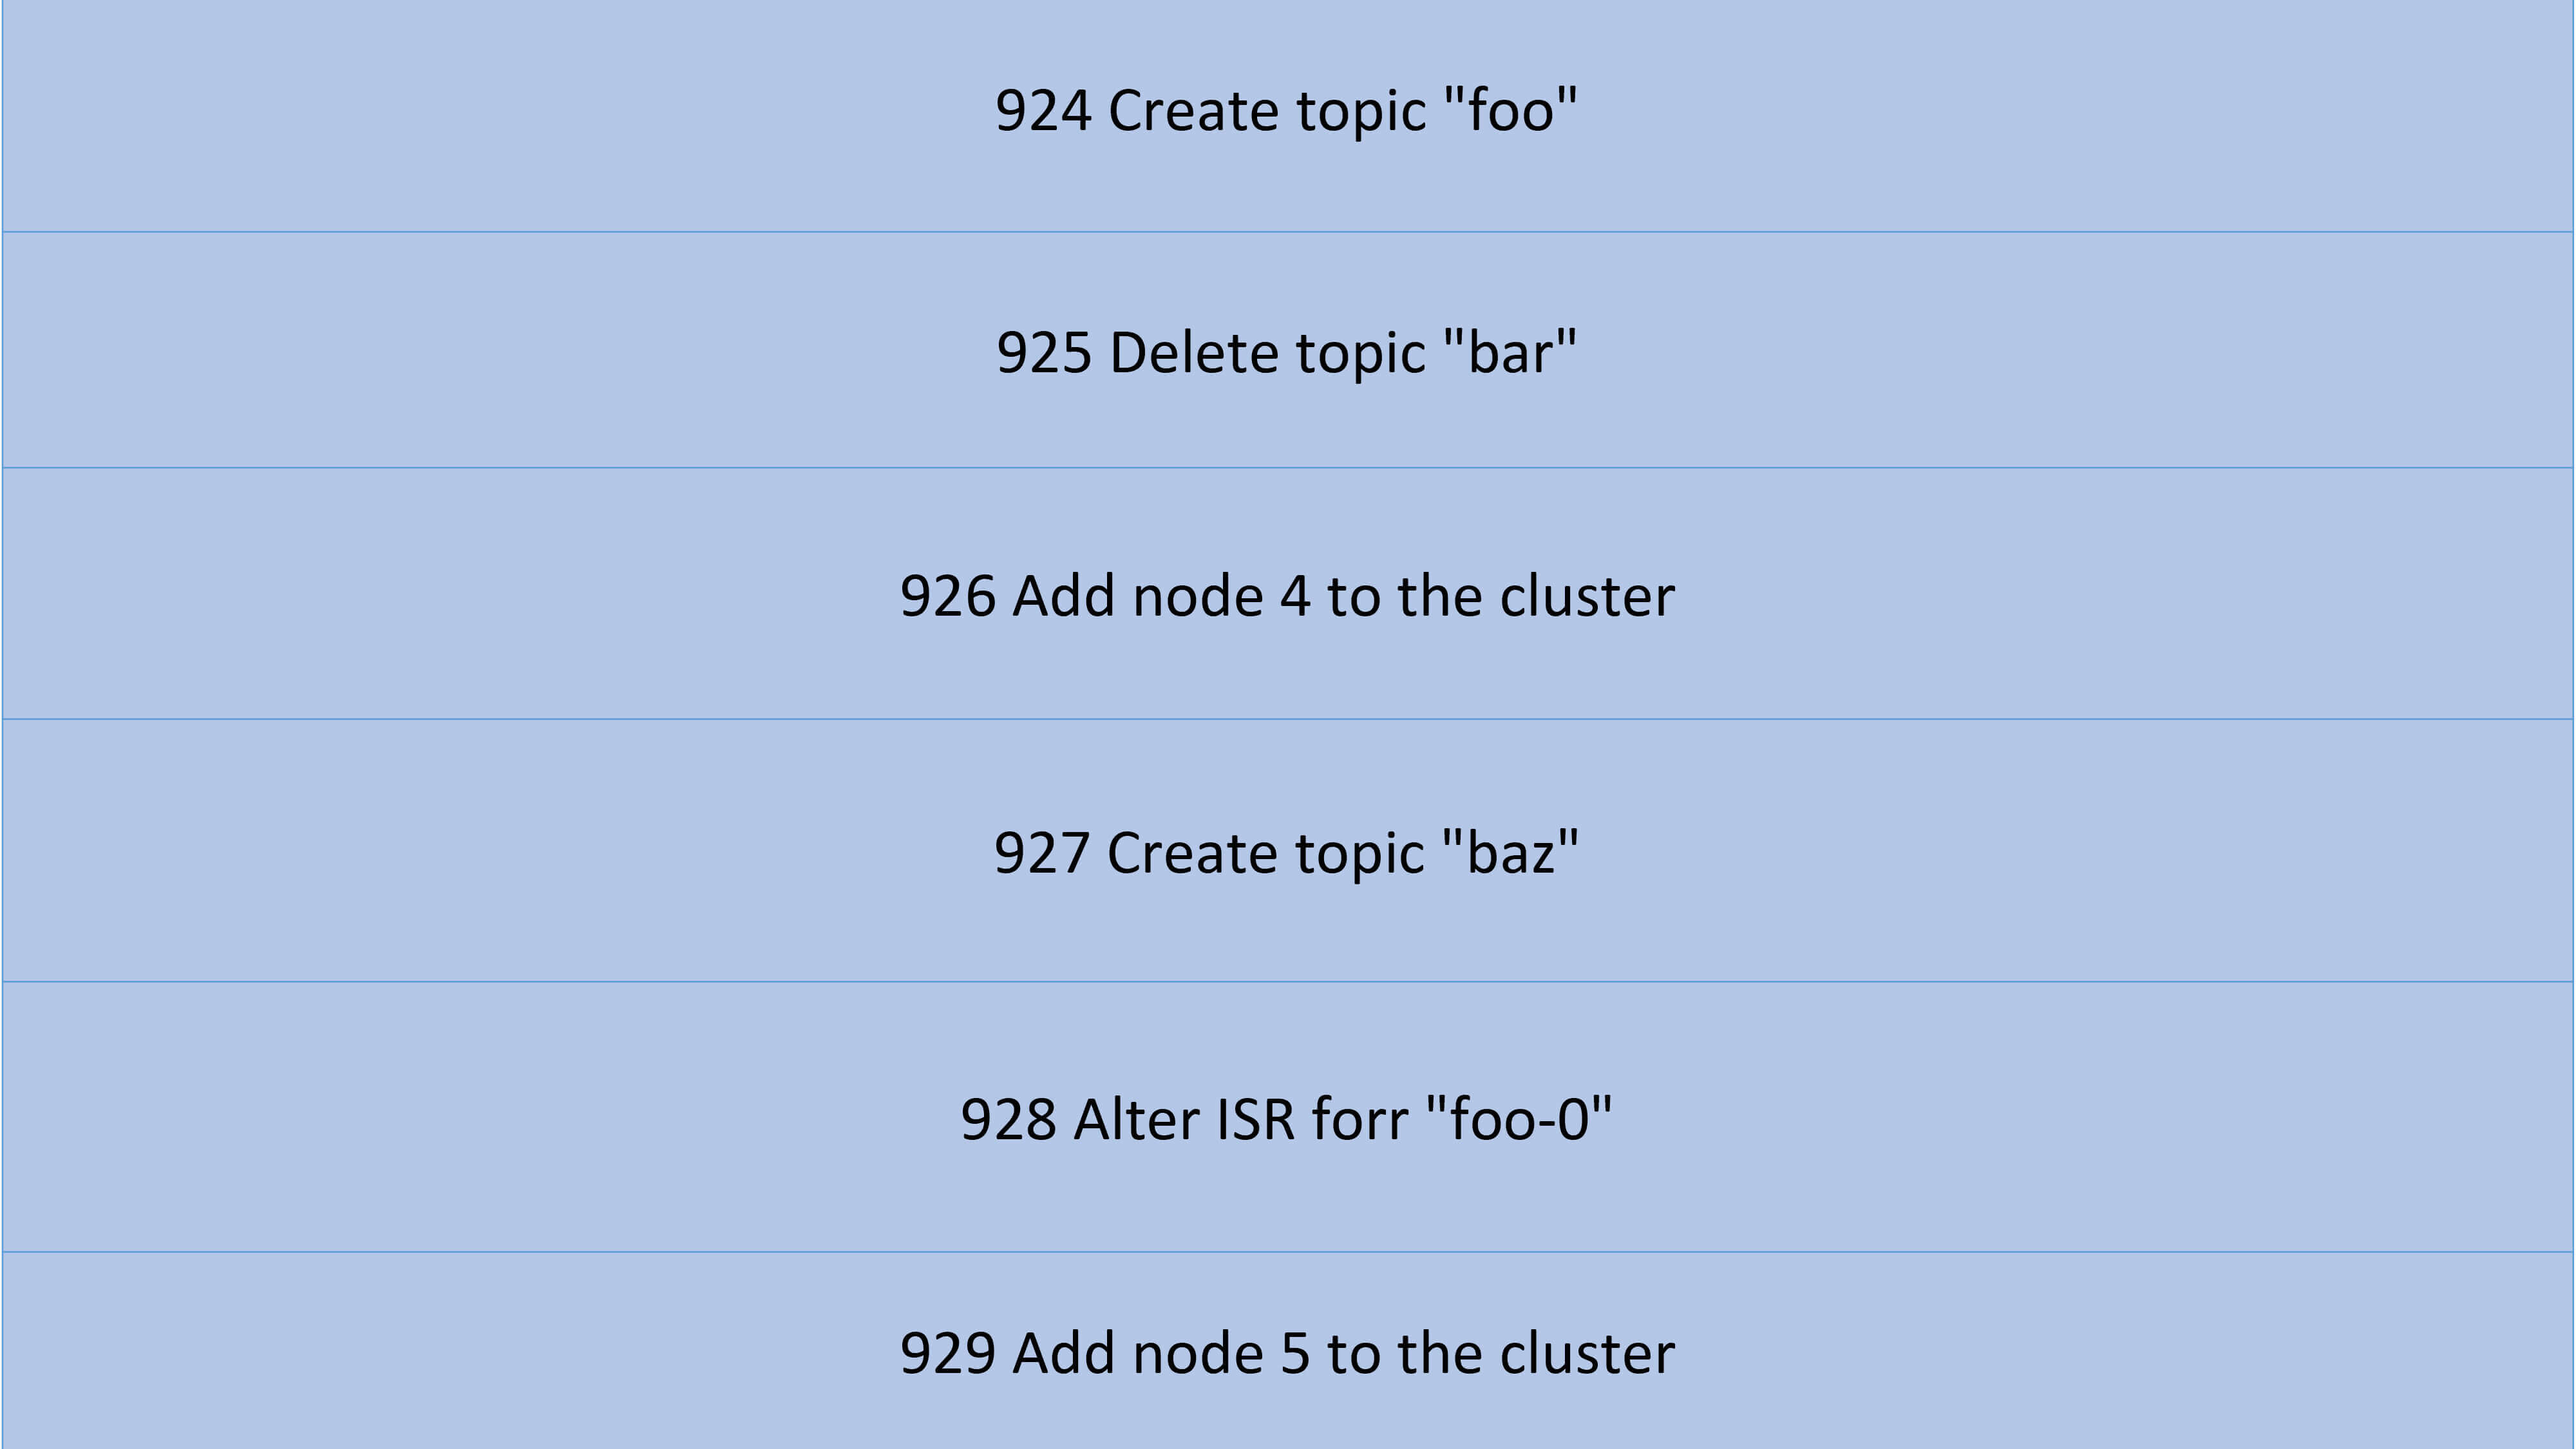 924 Create topic "foo"
925 Delete topic "bar"
926 Add node 4 to the cluster
927 Create topic "baz"
928 Alter ISR forr "foo-0"
929 Add node 5 to the cluster